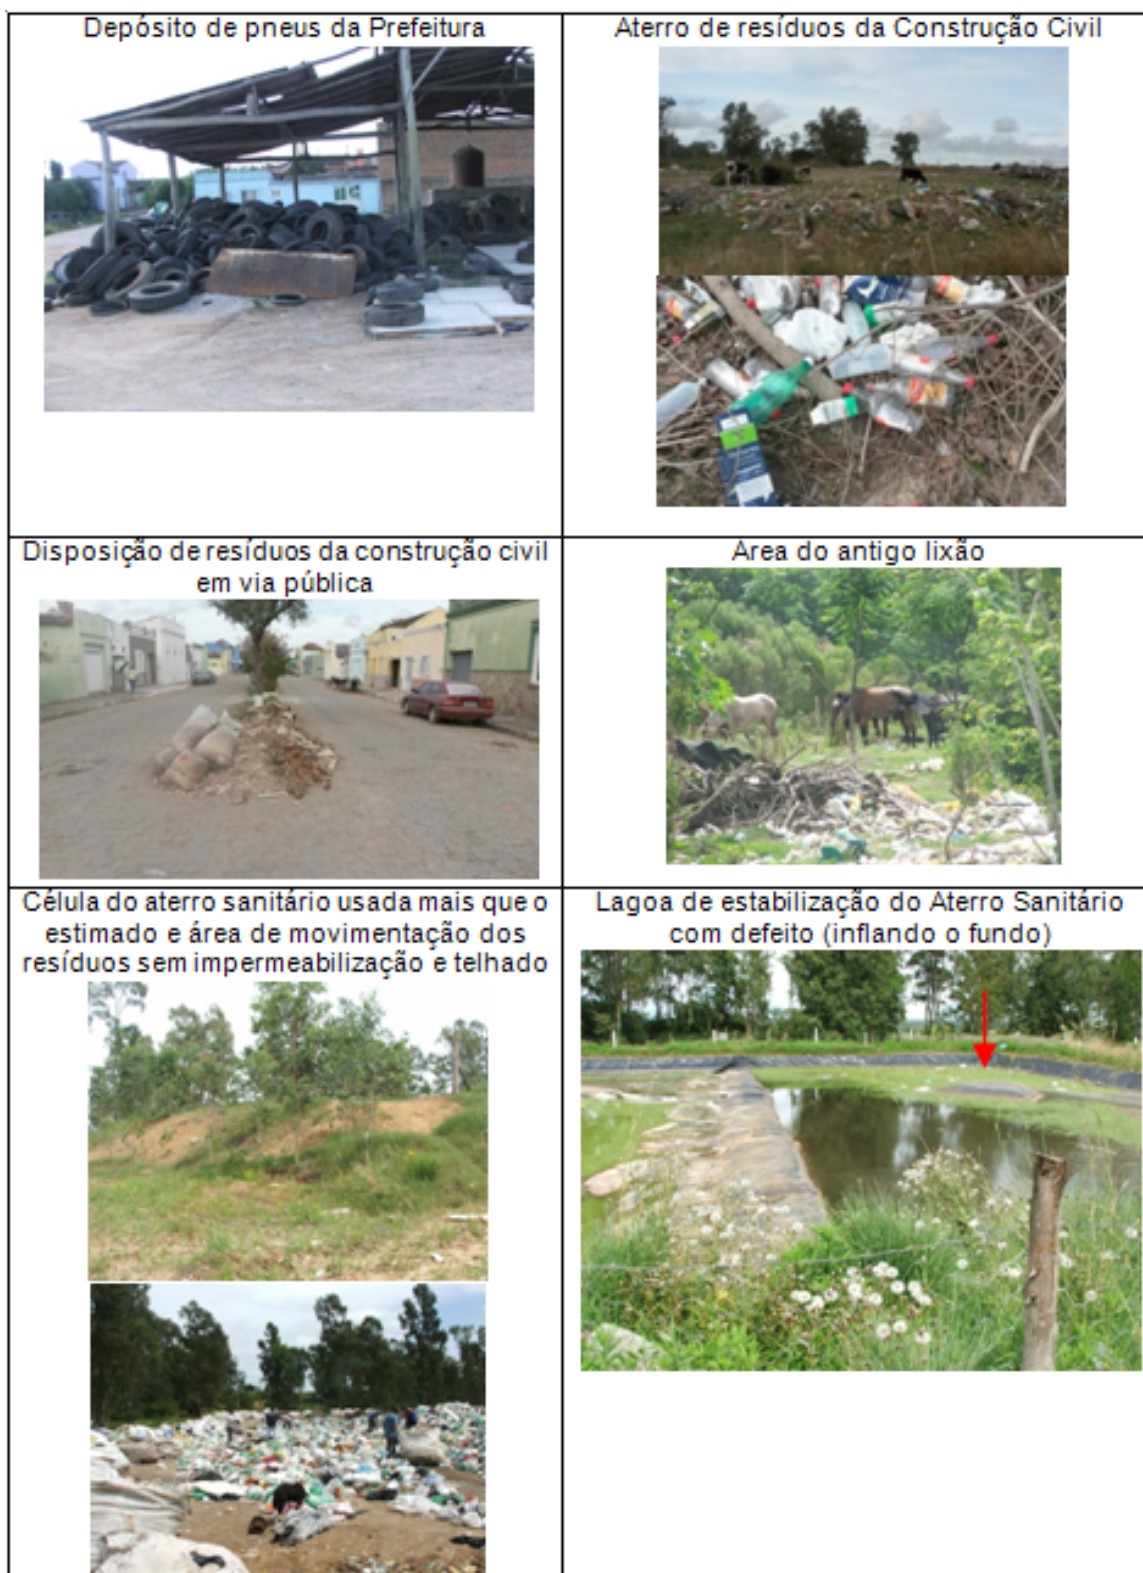 Depósito de pneus da Prefeitura
Aterro de resíduos da Construção Civil
Disposição de resíduos da construção civil
em via pública
Area do antigo lixão
Célula do aterro sanitário usada mais que o
estimado e área de movimentação dos
resíduos sem impermeabilização e telhado
Lagoa de estabilização do Aterro Sanitário
com defeito (inflando o fundo)